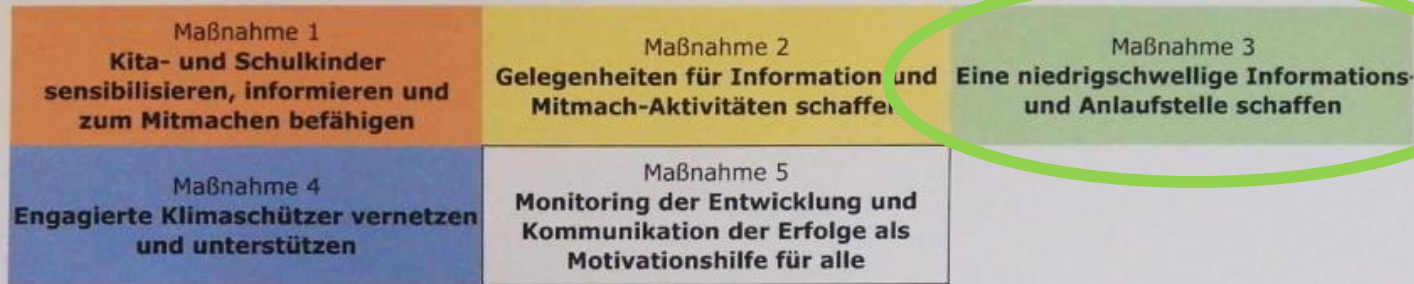 Maßnahme 1
Kita- und Schulkinder
sensibilisieren, informieren und
zum Mitmachen befähigen
Maßnahme 2
Gelegenheiten für Information und
Mitmach-Aktivitäten schaffen
Maßnahme 3
Eine niedrigschwellige Informations-
und Anlaufstelle schaffen
Maßnahme 4
Engagierte Klimaschützer vernetzen
und unterstützen
Maßnahme 5
Monitoring der Entwicklung und
Kommunikation der Erfolge als
Motivationshilfe für alle